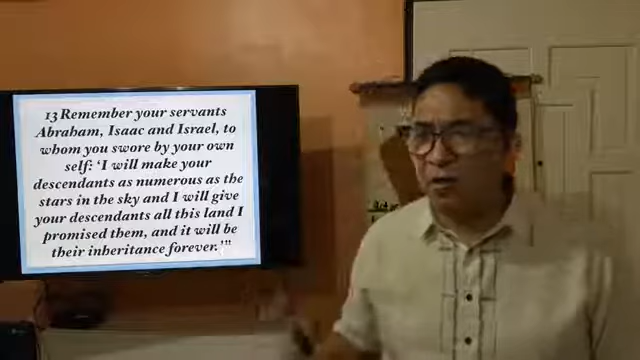 13 Remember your servants
Abraham, Isaac and Israel, to
whom you swore by your own
self: ‘I will make your
descendants as numerous as the
stars in the sky and I will give
your descendants all this land I
promised them, and it will be
their inheritance forever.’”